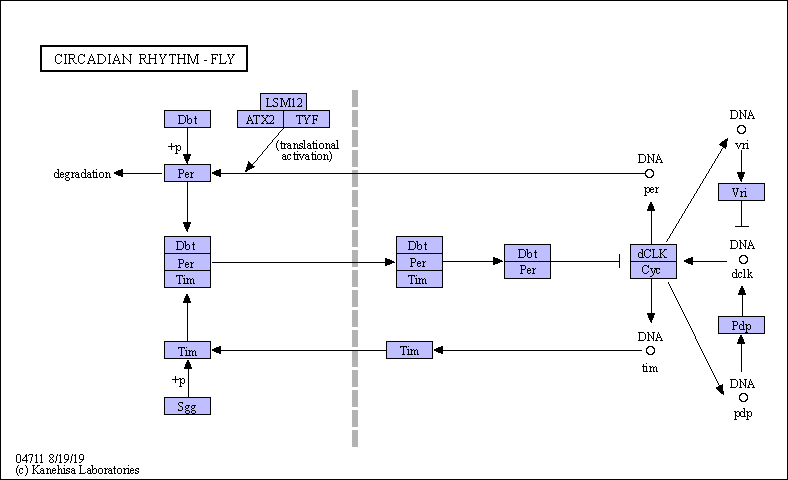 CIRCADIAN RHYTHM - FLY
LSM12
Dbt
ATX2
TYF
+p
(translational
activation)
degradation
Per
DNA
per
DNA
vri
Vri
Dbt
Per
Tim
Dbt
Per
Tim
Dbt
Per
dCLK
Cyc
DNA
dclk
Tim
Tim
DNA
tim
Pdp
+p
Sgg
DNA
pdp
04711 8/19/19
(c) Kanehisa Laboratories